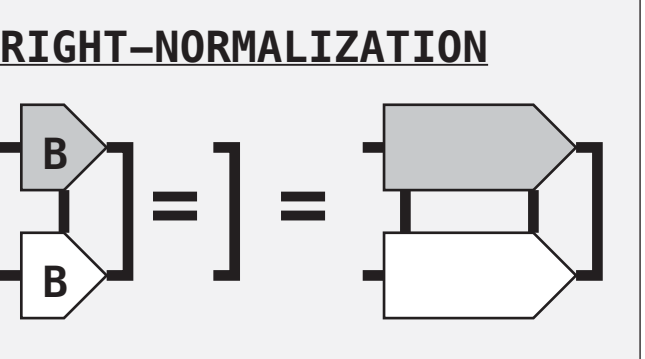 RIGHT–NORMALIZATION
B
= ] =
B